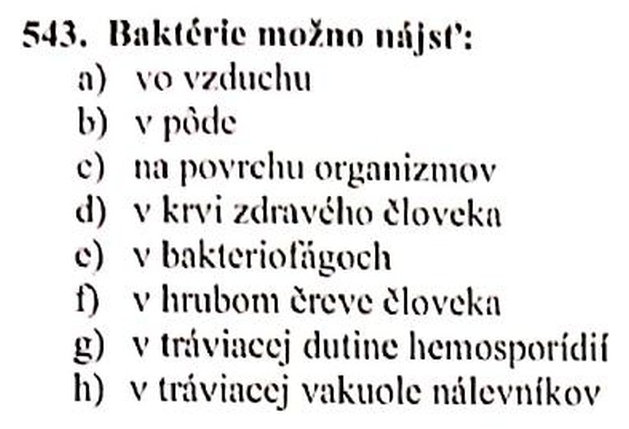 543. Baktérie možno nájsť:
a) vo vzduchu
b) v pôde
c) na povrchu organizmov
d) v krvi zdravého človeka
e) v bakteriofágoch
f) v hrubom čreve človeka
g) v tráviacej dutine hemosporídií
h) v tráviacej vakuole nálevníkov